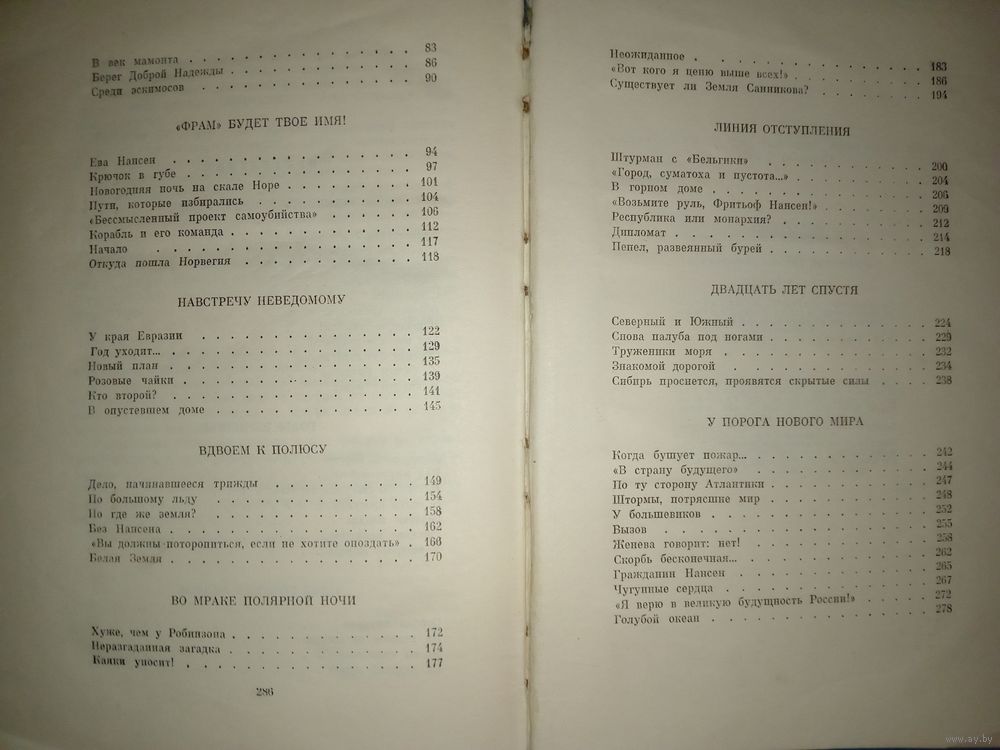 В век мамонта 83
Берег Доброй Надежды 86
Среди эскимосов 90
«ФРАМ» БУДЕТ ТВОЕ ИМЯ!
Ева Нансен 94
Крючок в губе 97
Новогодняя ночь на скале Норе 101
Пути, которые избирались 104
«Бессмысленный проект самоубийства» 106
Корабль и его команда 112
Начало 117
Откуда пошла Норвегия 118
НАВСТРЕЧУ НЕВЕДОМОМУ
У края Евразии 122
Год уходит... 129
Новый план 135
Розовые чайки 139
Кто второй? 141
В опустевшем доме 145
ВДВОЕМ К ПОЛЮСУ
Дело, начинавшееся трижды 149
По большому льду 154
Но где же земля? 158
Без Нансена 162
«Вы должны поторопиться, если не хотите опоздать» 166
Белая Земля 170
ВО МРАКЕ ПОЛЯРНОЙ НОЧИ
Хуже, чем у Робинзона 172
Неразгаданная загадка 174
Каяки уносит! 177
286
Неожиданное 183
«Вот кого я ценю выше всех!» 186
Существует ли Земля Санникова? 194
ЛИНИЯ ОТСТУПЛЕНИЯ
Штурман с «Бельгики» 200
«Город, суматоха и пустота...» 204
В горном доме 206
«Возьмите руль, Фритьоф Нансен!» 209
Республика или монархия? 212
Дипломат 214
Пепел, развеянный бурей 218
ДВАДЦАТЬ ЛЕТ СПУСТЯ
Северный и Южный 224
Снова палуба под ногами 229
Труженики моря 232
Знакомой дорогой 234
Сибирь проснется, проявятся скрытые силы 238
У ПОРОГА НОВОГО МИРА
Когда бушует пожар... 242
«В страну будущего» 244
По ту сторону Атлантики 247
Штормы, потрясшие мир 248
У большевиков 252
Вызов 255
Женева говорит: нет! 258
Скорбь бесконечная... 262
Гражданин Нансен 265
Чугунные сердца 267
«Я верю в великую будущность России!» 272
Голубой океан 278
www.ay.by